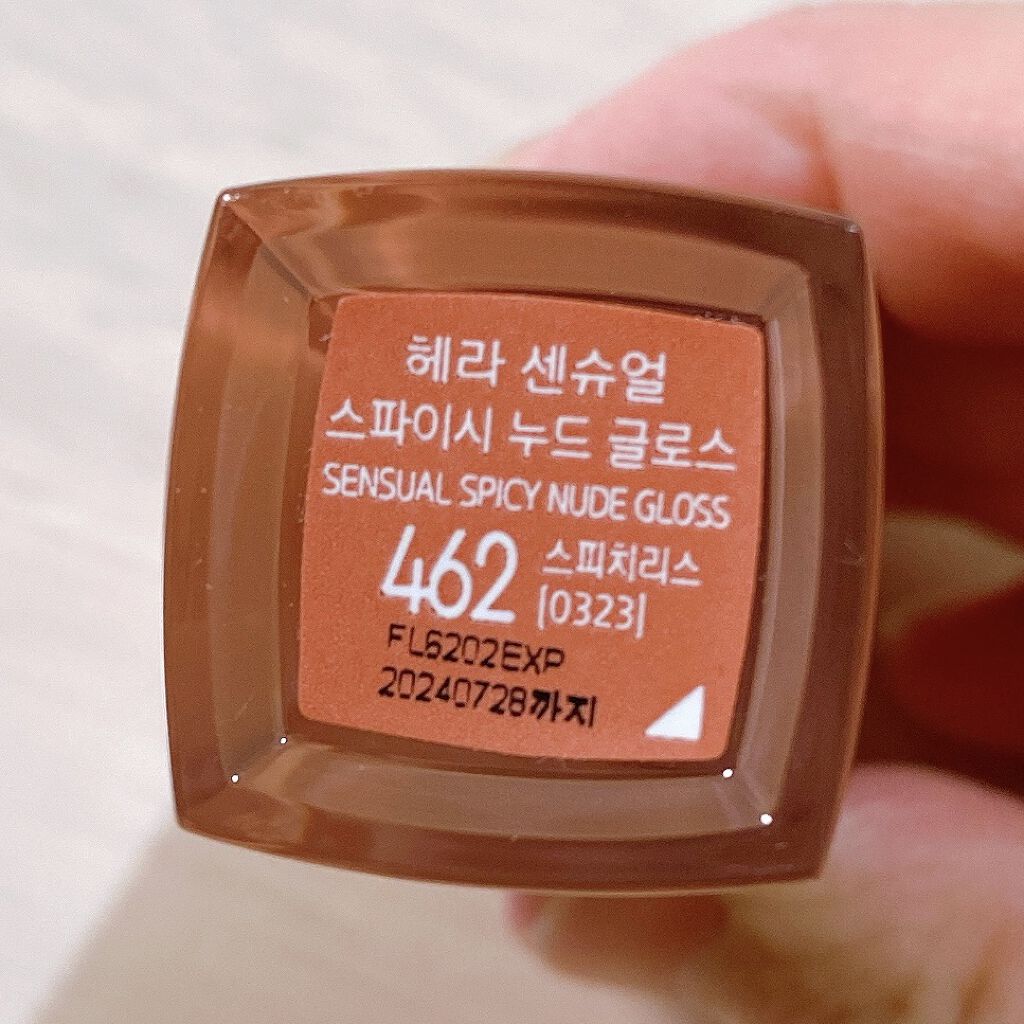 헤라 센슈얼
스파이시 누드 글로스
SENSUAL SPICY NUDE GLOSS
462 스피치리스
[0323]
FL6202EXP
20240728까지